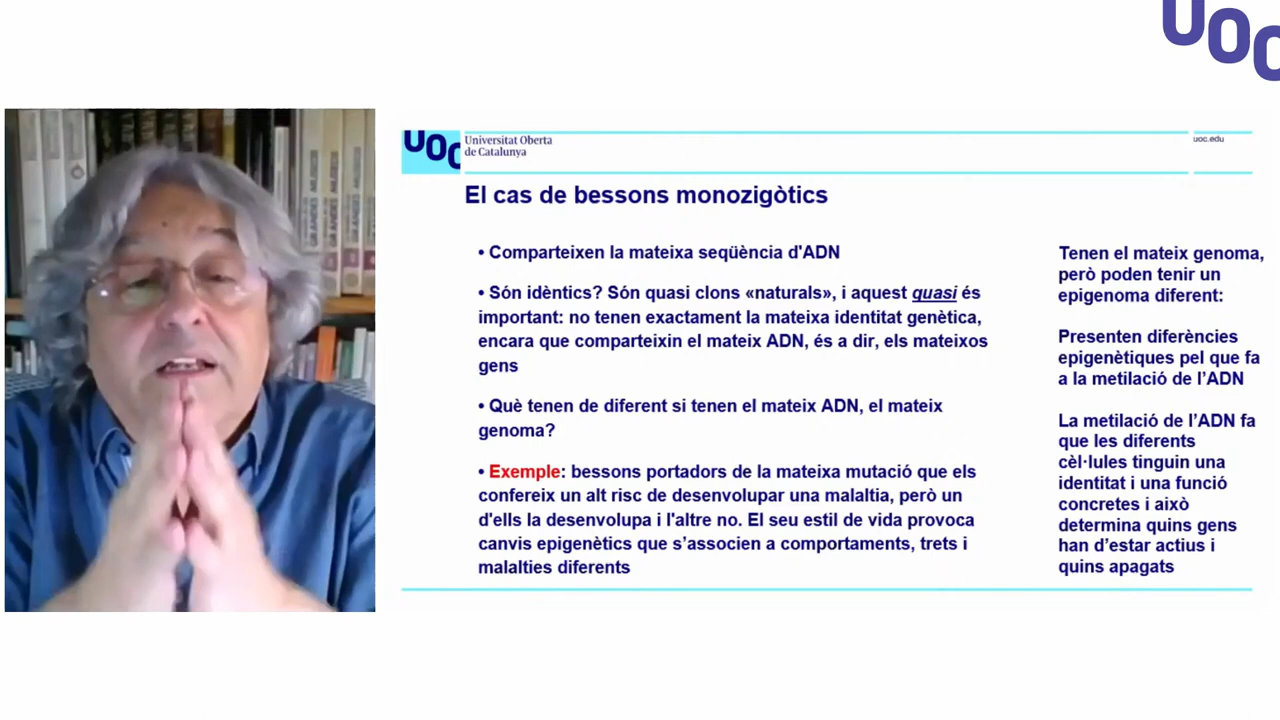 UOC
UOC
Universitat Oberta
de Catalunya
uoc.edu
El cas de bessons monozigòtics
• Comparteixen la mateixa seqüència d'ADN
• Són idèntics? Són quasi clons «naturals», i aquest quasi és
important: no tenen exactament la mateixa identitat genètica,
encara que comparteixin el mateix ADN, és a dir, els mateixos
gens
• Què tenen de diferent si tenen el mateix ADN, el mateix
genoma?
• Exemple: bessons portadors de la mateixa mutació que els
confereix un alt risc de desenvolupar una malaltia, però un
d'ells la desenvolupa i l'altre no. El seu estil de vida provoca
canvis epigenètics que s’associen a comportaments, trets i
malalties diferents
Tenen el mateix genoma,
però poden tenir un
epigenoma diferent:
Presenten diferències
epigenètiques pel que fa
a la metilació de l’ADN
La metilació de l’ADN fa
que les diferents
cèl·lules tinguin una
identitat i una funció
concretes i això
determina quins gens
han d’estar actius i
quins apagats
GRANDES MUSEOS
GRANDES MUSEOS